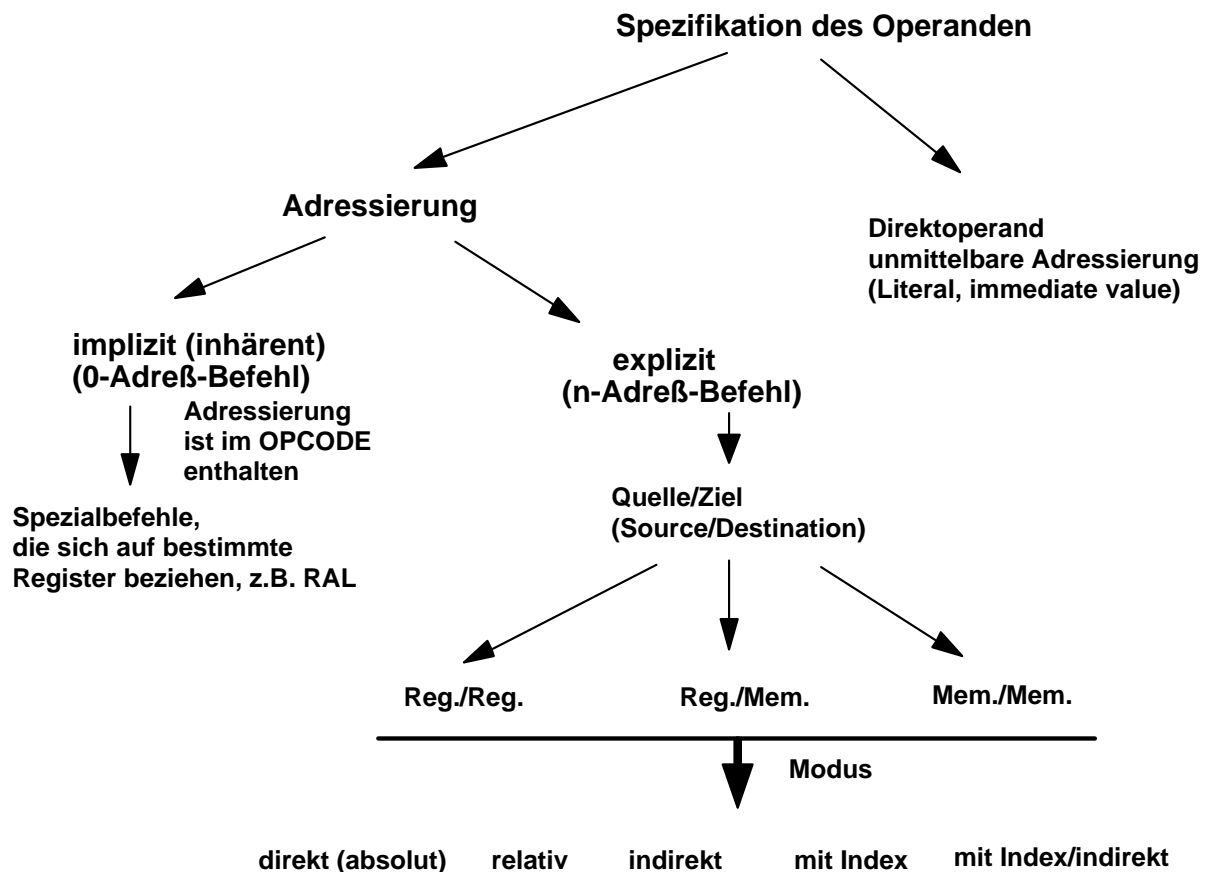 Spezifikation des Operanden
Adressierung
Direktoperand
unmittelbare Adressierung
(Literal, immediate value)
implizit (inhärent)
(0-Adreß-Befehl)
explizit
(n-Adreß-Befehl)
Adressierung
ist im OPCODE
enthalten
Spezialbefehle,
die sich auf bestimmte
Register beziehen, z.B. RAL
Quelle/Ziel
(Source/Destination)
Reg./Reg.
Reg./Mem.
Mem./Mem.
Modus
direkt (absolut)
relativ
indirekt
mit Index
mit Index/indirekt